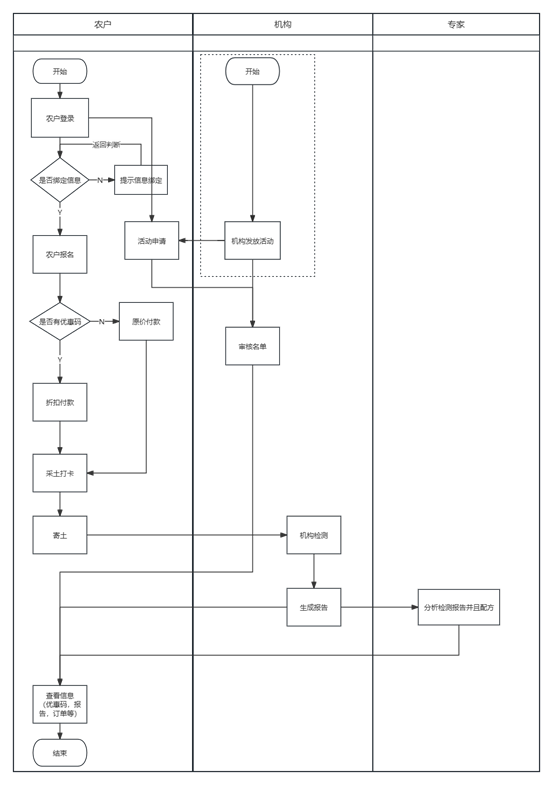 农户
机构
专家
开始
开始
农户登录
返回判断
是否绑定信息
N
提示信息绑定
Y
农户报名
活动申请
机构发放活动
是否有优惠码
N
原价付款
审核名单
Y
折扣付款
采土打卡
寄土
机构检测
生成报告
分析检测报告并且配方
查看信息
（优惠码，报
告，订单等）
结束